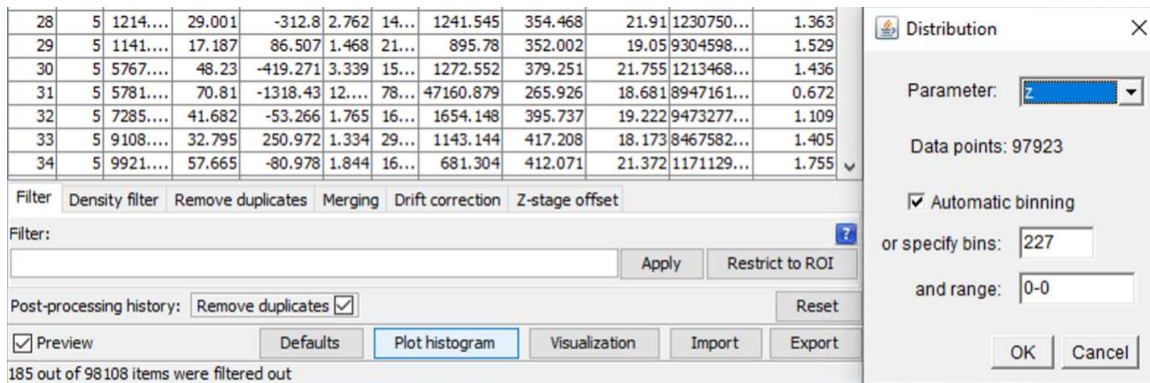 28 5 1214.... 29.001 -312.8 2.762 14... 1241.545 354.468 21.91 1230750... 1.363
29 5 1141.... 17.187 86.507 1.468 21... 895.78 352.002 19.05 9304598... 1.529
30 5 5767.... 48.23 -419.271 3.339 15... 1272.552 379.251 21.755 1213468... 1.436
31 5 5781.... 70.81 -1318.43 12.... 78... 47160.879 265.926 18.681 8947161... 0.672
32 5 7285.... 41.682 -53.266 1.765 16... 1654.148 395.737 19.222 9473277... 1.109
33 5 9108.... 32.795 250.972 1.334 29... 1143.144 417.208 18.173 8467582... 1.405
34 5 9921.... 57.665 -80.978 1.844 16... 681.304 412.071 21.372 1171129... 1.755
Filter Density filter Remove duplicates Merging Drift correction Z-stage offset
Filter: ?
Apply Restrict to ROI
Post-processing history: Remove duplicates Reset
Preview Defaults Plot histogram Visualization Import Export
185 out of 98108 items were filtered out
Distribution
Parameter: z
Data points: 97923
Automatic binning
or specify bins: 227
and range: 0-0
OK Cancel